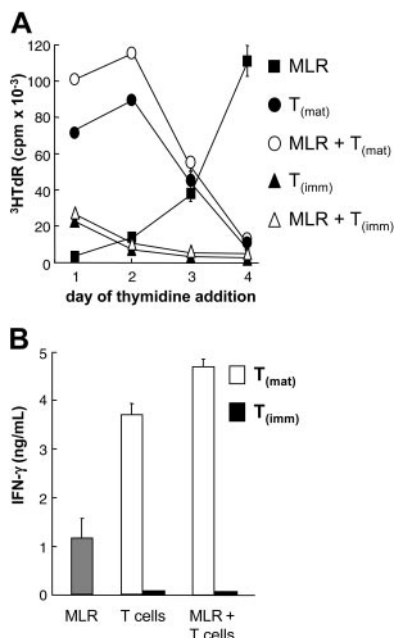 A
³HTdR (cpm x 10⁻³)
120
100
80
60
40
20
0
1 2 3 4
day of thymidine addition
MLR
T(mat)
MLR + T(mat)
T(imm)
MLR + T(imm)
B
IFN-γ (ng/mL)
5
4
3
2
1
0
T(mat)
T(imm)
MLR T cells MLR +
T cells